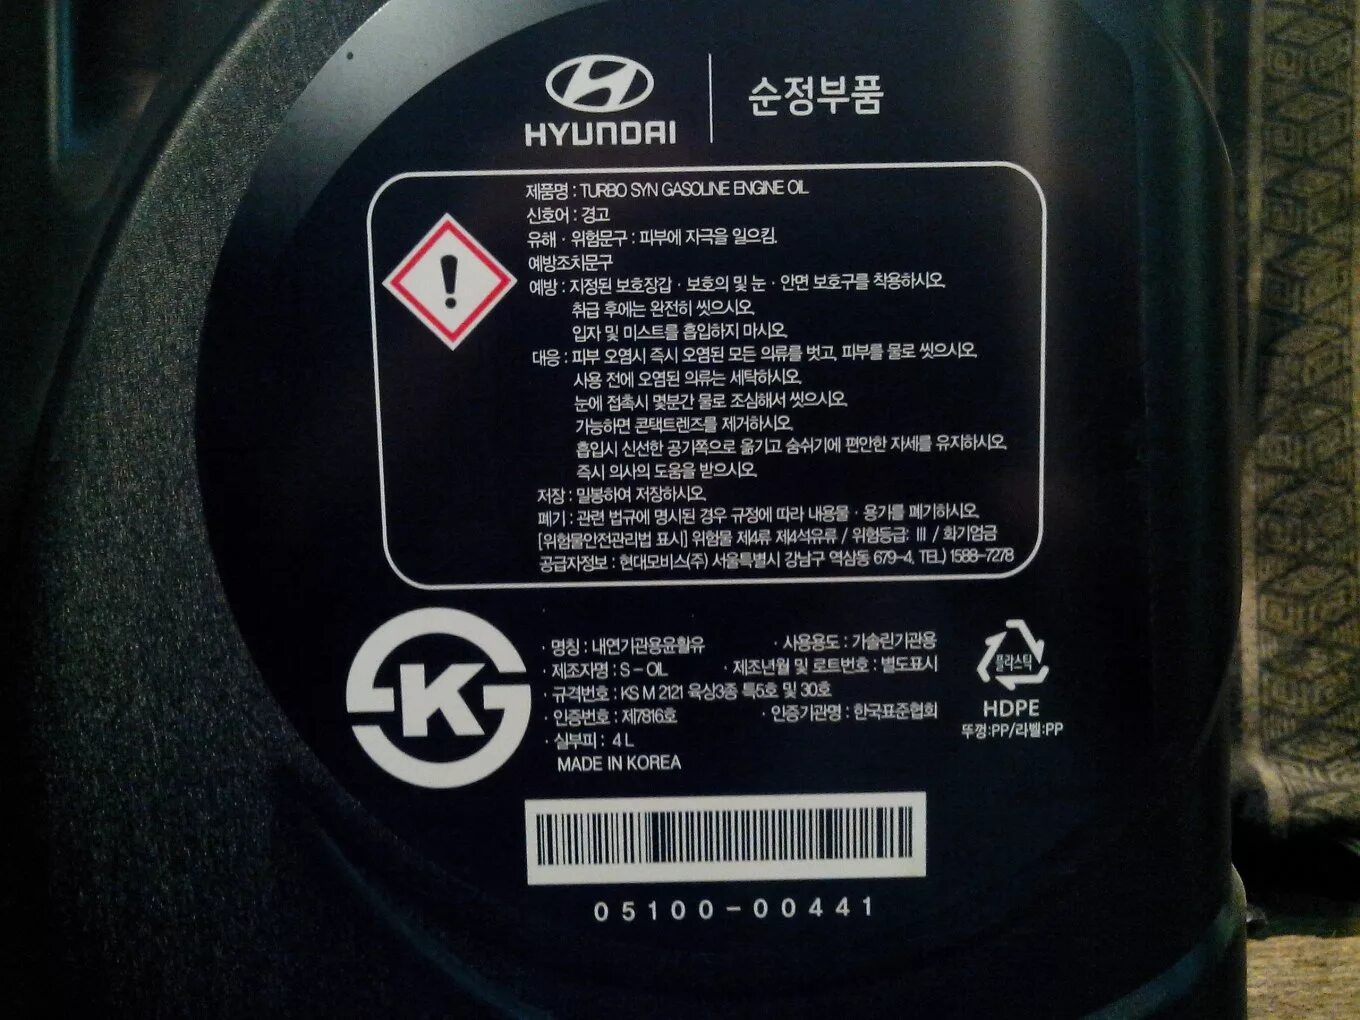 HYUNDAI
순정부품
제품명 : TURBO SYN GASOLINE ENGINE OIL
신호어 : 경고
유해 · 위험문구 : 피부에 자극을 일으킴.
예방조치문구
예방 : 지정된 보호장갑 · 보호의 및 눈 · 안면 보호구를 착용하시오.
취급 후에는 완전히 씻으시오.
입자 및 미스트를 흡입하지 마시오.
대응 : 피부 오염시 즉시 오염된 모든 의류를 벗고, 피부를 물로 씻으시오.
사용 전에 오염된 의류는 세탁하시오.
눈에 접촉시 몇분간 물로 조심해서 씻으시오.
가능하면 콘택트렌즈를 제거하시오.
흡입시 신선한 공기쪽으로 옮기고 숨쉬기에 편안한 자세를 유지하시오.
즉시 의사의 도움을 받으시오.
저장 : 밀봉하여 저장하시오.
폐기 : 관련 법규에 명시된 경우 규정에 따라 내용물 · 용기를 폐기하시오.
[위험물안전관리법 표시] 위험물 제4류 제4석유류 / 위험등급: III / 화기엄금
공급자정보 : 현대모비스(주) 서울특별시 강남구 역삼동 679-4, TEL) 1588-7278
K
· 명칭 : 내연기관용윤활유 · 사용용도 : 가솔린기관용
· 제조자명 : S - OIL · 제조년월 및 로트번호 : 별도표시
· 규격번호 : KS M 2121 육상3종 특5호 및 30호
· 인증번호 : 제7816호 · 인증기관명 : 한국표준협회
· 실부피 : 4 L
MADE IN KOREA
플라스틱
HDPE
뚜껑:PP/라벨:PP
05100-00441